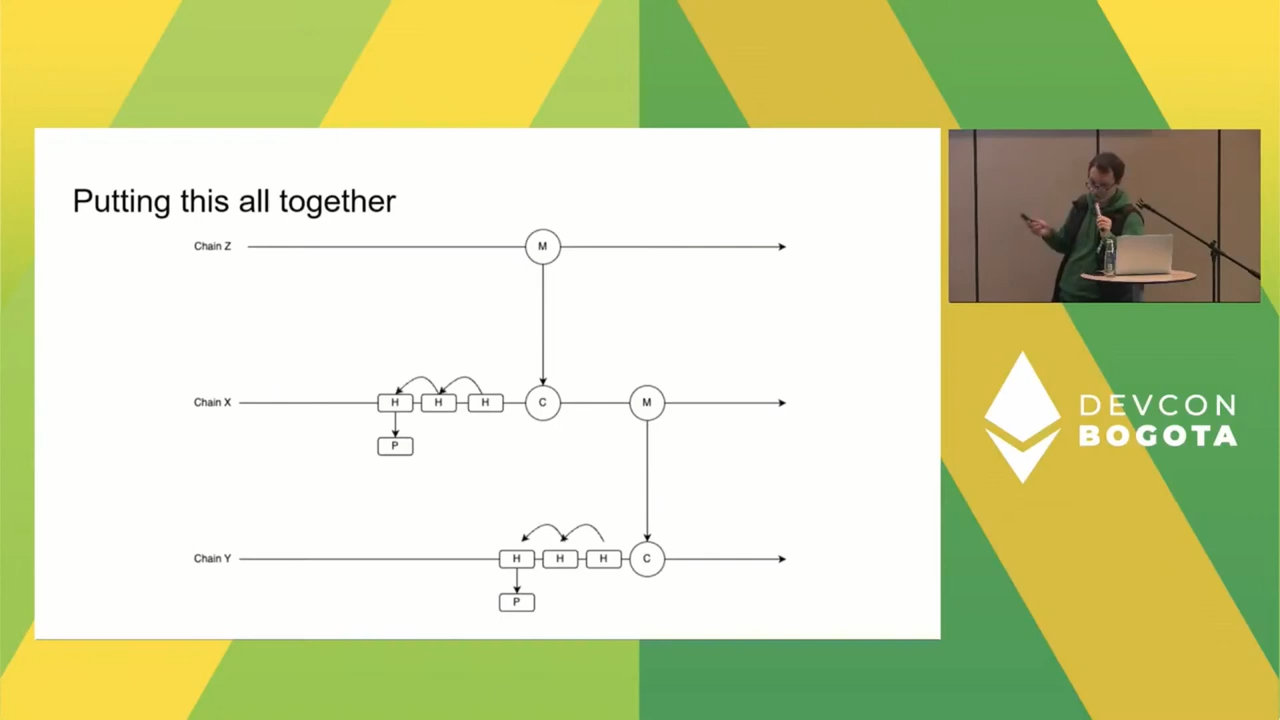 Putting this all together
Chain Z
M
Chain X
H
H
H
C
M
P
Chain Y
H
H
H
C
P
DEVCON
BOGOTA